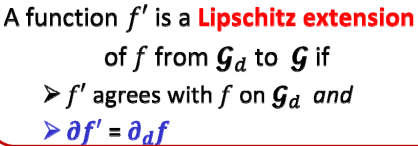 A function f' is a Lipschitz extension
of f from 𝓖d to 𝓖 if
➢ f' agrees with f on 𝓖d and
➢ ∂f' = ∂df